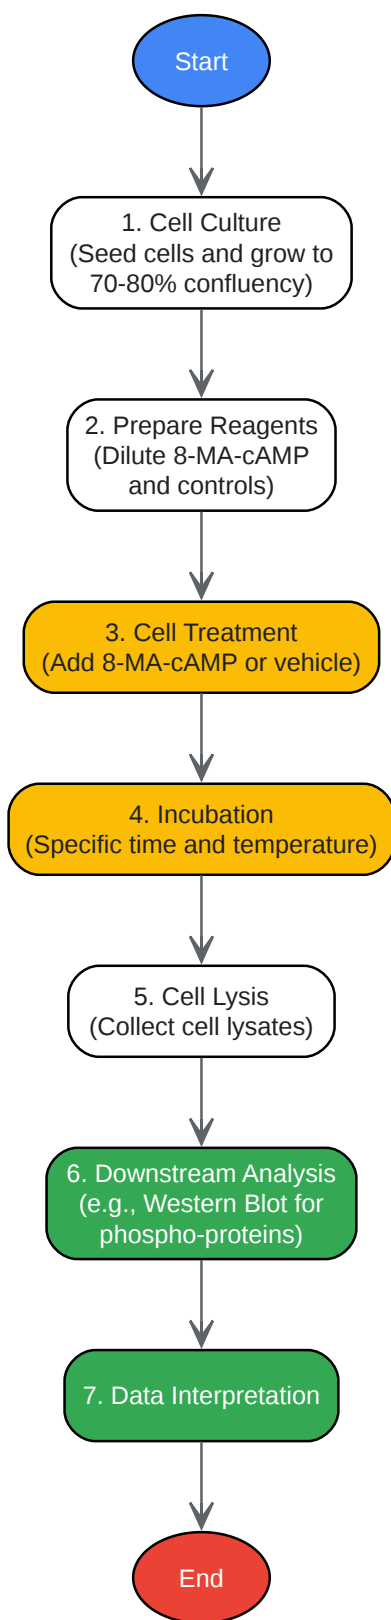 Start
1. Cell Culture
(Seed cells and grow to
70-80% confluency)
2. Prepare Reagents
(Dilute 8-MA-cAMP
and controls)
3. Cell Treatment
(Add 8-MA-cAMP or vehicle)
4. Incubation
(Specific time and temperature)
5. Cell Lysis
(Collect cell lysates)
6. Downstream Analysis
(e.g., Western Blot for
phospho-proteins)
7. Data Interpretation
End